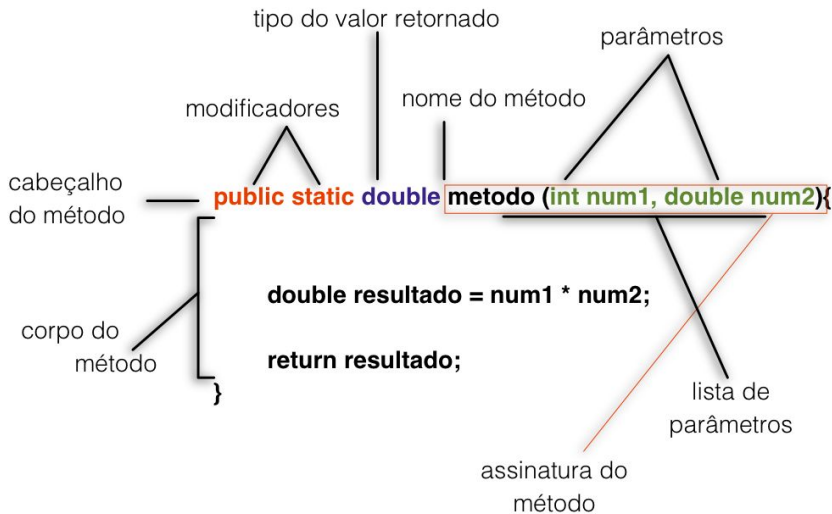 tipo do valor retornado
parâmetros
nome do método
modificadores
cabeçalho
do método
public static double metodo (int num1, double num2){
double resultado = num1 * num2;
corpo do
método
return resultado;
}
lista de
parâmetros
assinatura do
método